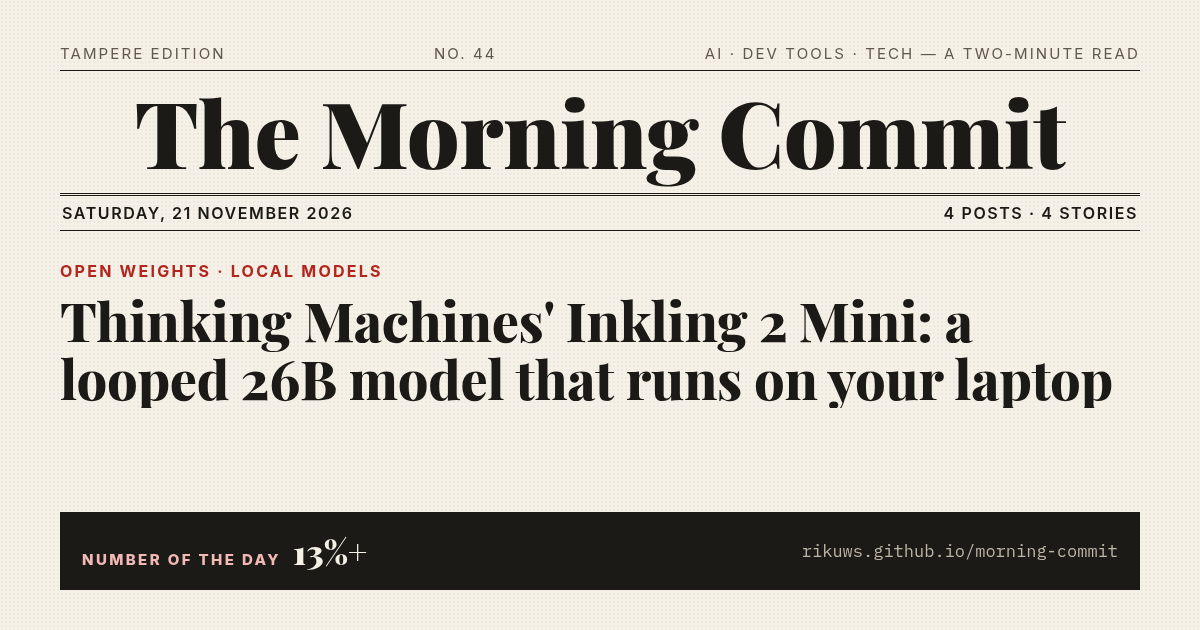 TAMPERE EDITION
NO. 44
AI · DEV TOOLS · TECH — A TWO-MINUTE READ
The Morning Commit
SATURDAY, 21 NOVEMBER 2026
4 POSTS · 4 STORIES
OPEN WEIGHTS · LOCAL MODELS
Thinking Machines' Inkling 2 Mini: a
looped 26B model that runs on your laptop
NUMBER OF THE DAY 13%+
rikuws.github.io/morning-commit